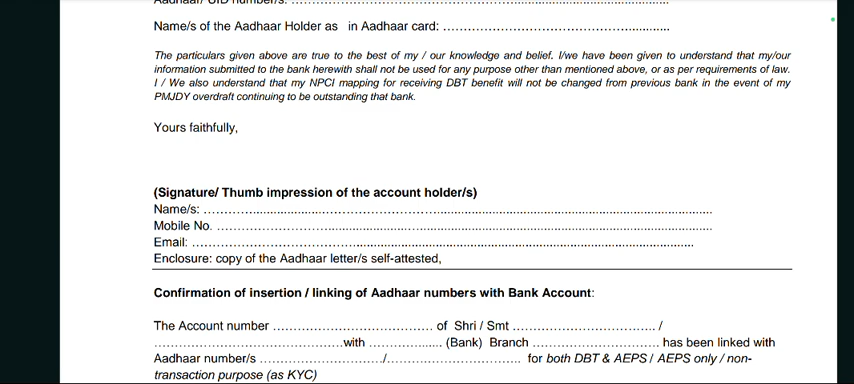 Aadhaar/ UID number/s: ………………………………………………………………
Name/s of the Aadhaar Holder as   in Aadhaar card: ………………………………………….............
The particulars given above are true to the best of my / our knowledge and belief. I/we have been given to understand that my/our
information submitted to the bank herewith shall not be used for any purpose other than mentioned above, or as per requirements of law.
I / We also understand that my NPCI mapping for receiving DBT benefit will not be changed from previous bank in the event of my
PMJDY overdraft continuing to be outstanding that bank.
Yours faithfully,
(Signature/ Thumb impression of the account holder/s)
Name/s: …………....................………………………...............................................................
Mobile No. ………………………………................................................................................
Email: …………………………………..................................................................................
Enclosure: copy of the Aadhaar letter/s self-attested,
Confirmation of insertion / linking of Aadhaar numbers with Bank Account:
The Account number ………………………………… of  Shri / Smt ……………………………. /
…………………………………….with ………….….... (Bank)  Branch …………………………. has been linked with
Aadhaar number/s …………………………/…………………………..  for both DBT & AEPS / AEPS only / non-
transaction purpose (as KYC)